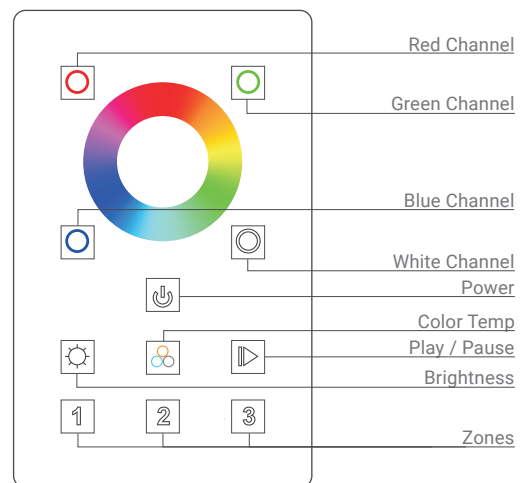 Red Channel
Green Channel
Blue Channel
White Channel
Power
Color Temp
Play / Pause
Brightness
1 2 3
Zones